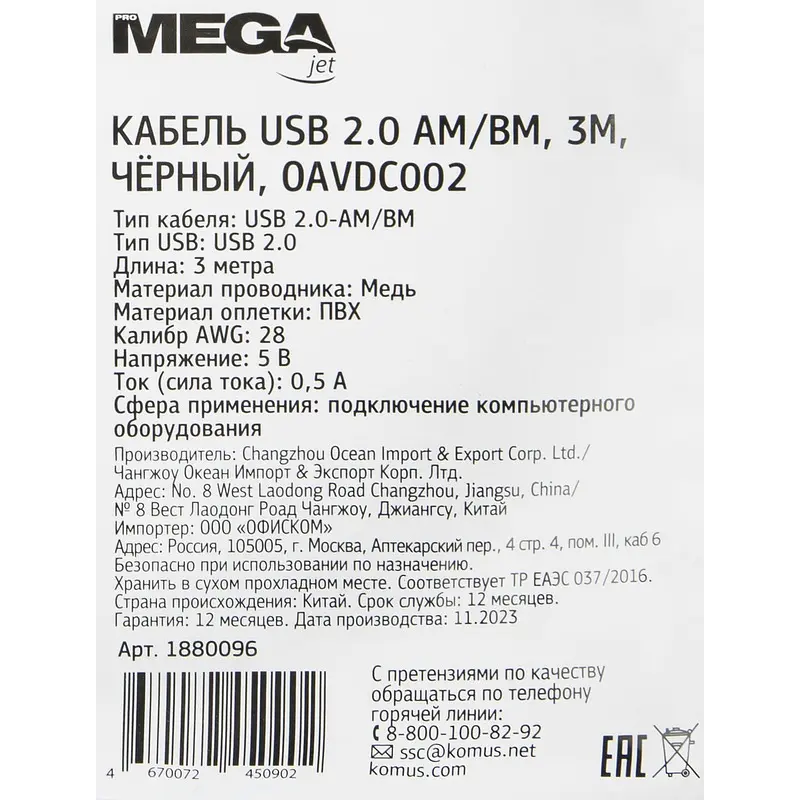 PRO
MEGA
jet
КАБЕЛЬ USB 2.0 AM/BM, 3М,
ЧЁРНЫЙ, OAVDC002
Тип кабеля: USB 2.0-AM/BM
Тип USB: USB 2.0
Длина: 3 метра
Материал проводника: Медь
Материал оплетки: ПВХ
Калибр AWG: 28
Напряжение: 5 В
Ток (сила тока): 0,5 А
Сфера применения: подключение компьютерного
оборудования
Производитель: Changzhou Ocean Import & Export Corp. Ltd./
Чангжоу Океан Импорт & Экспорт Корп. Лтд.
Адрес: No. 8 West Laodong Road Changzhou, Jiangsu, China/
№ 8 Вест Лаодонг Роад Чангжоу, Джиангсу, Китай
Импортер: ООО «ОФИСКОМ»
Адрес: Россия, 105005, г. Москва, Аптекарский пер., 4 стр. 4, пом. III, каб 6
Безопасно при использовании по назначению.
Хранить в сухом прохладном месте. Соответствует ТР ЕАЭС 037/2016.
Страна происхождения: Китай. Срок службы: 12 месяцев.
Гарантия: 12 месяцев. Дата производства: 11.2023
Арт. 1880096
4 670072 450902
С претензиями по качеству
обращаться по телефону
горячей линии:
8-800-100-82-92
ssc@komus.net
komus.com
EAC